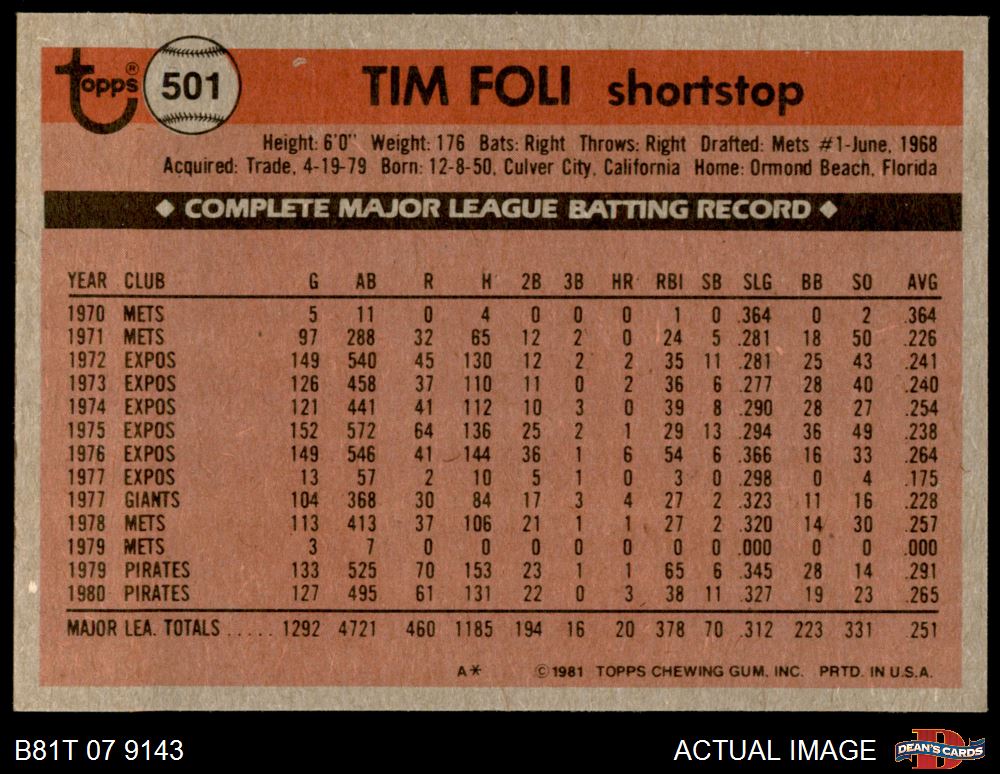 topps® 501 TIM FOLI shortstop
Height: 6'0" Weight: 176 Bats: Right Throws: Right Drafted: Mets #1-June, 1968
Acquired: Trade, 4-19-79 Born: 12-8-50, Culver City, California Home: Ormond Beach, Florida
◆ COMPLETE MAJOR LEAGUE BATTING RECORD ◆
YEAR CLUB G AB R H 2B 3B HR RBI SB SLG BB SO AVG
1970 METS 5 11 0 4 0 0 0 1 0 .364 0 2 .364
1971 METS 97 288 32 65 12 2 0 24 5 .281 18 50 .226
1972 EXPOS 149 540 45 130 12 2 2 35 11 .281 25 43 .241
1973 EXPOS 126 458 37 110 11 0 2 36 6 .277 28 40 .240
1974 EXPOS 121 441 41 112 10 3 0 39 8 .290 28 27 .254
1975 EXPOS 152 572 64 136 25 2 1 29 13 .294 36 49 .238
1976 EXPOS 149 546 41 144 36 1 6 54 6 .366 16 33 .264
1977 EXPOS 13 57 2 10 5 1 0 3 0 .298 0 4 .175
1977 GIANTS 104 368 30 84 17 3 4 27 2 .323 11 16 .228
1978 METS 113 413 37 106 21 1 1 27 2 .320 14 30 .257
1979 METS 3 7 0 0 0 0 0 0 0 .000 0 0 .000
1979 PIRATES 133 525 70 153 23 1 1 65 6 .345 28 14 .291
1980 PIRATES 127 495 61 131 22 0 3 38 11 .327 19 23 .265
MAJOR LEA. TOTALS ..... 1292 4721 460 1185 194 16 20 378 70 .312 223 331 .251
A* ©1981 TOPPS CHEWING GUM, INC. PRTD. IN U.S.A.
B81T 07 9143 ACTUAL IMAGE D DEAN'S CARDS